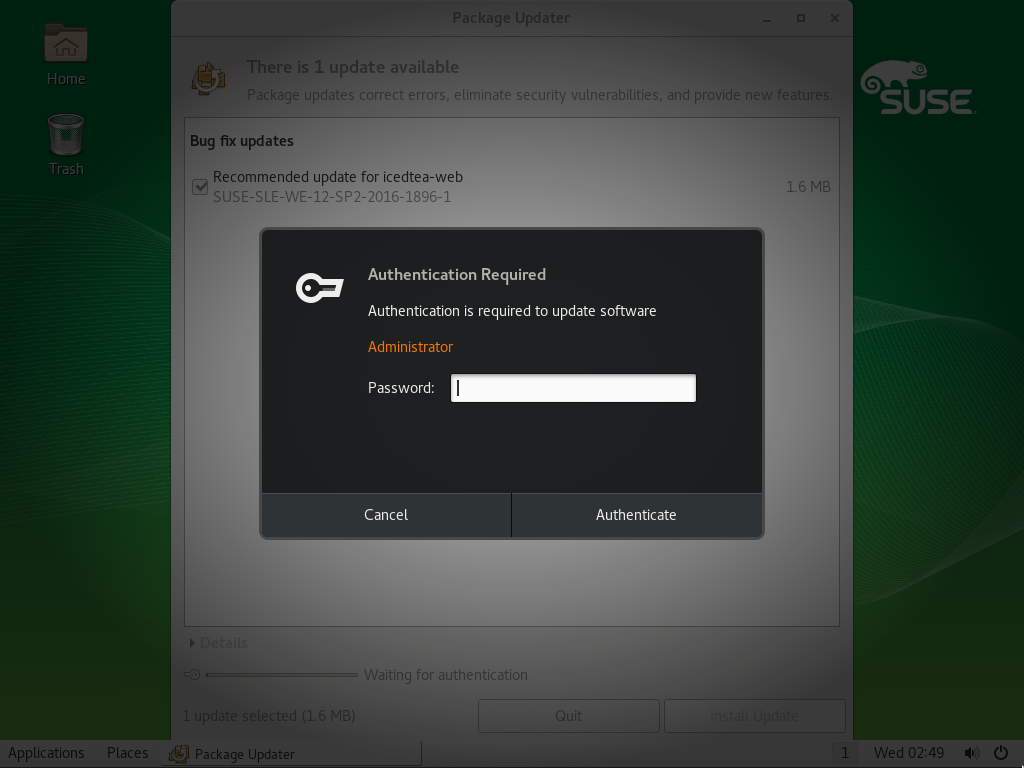 Package Updater
Home
There is 1 update available
Package updates correct errors, eliminate security vulnerabilities, and provide new features.
SUSE
Trash
Bug fix updates
Recommended update for icedtea-web
SUSE-SLE-WE-12-SP2-2016-1896-1
1.6 MB
Authentication Required
Authentication is required to update software
Administrator
Password:
Cancel
Authenticate
Details
Waiting for authentication
1 update selected (1.6 MB)
Quit
Install Update
Applications
Places
Package Updater
1
Wed 02:49